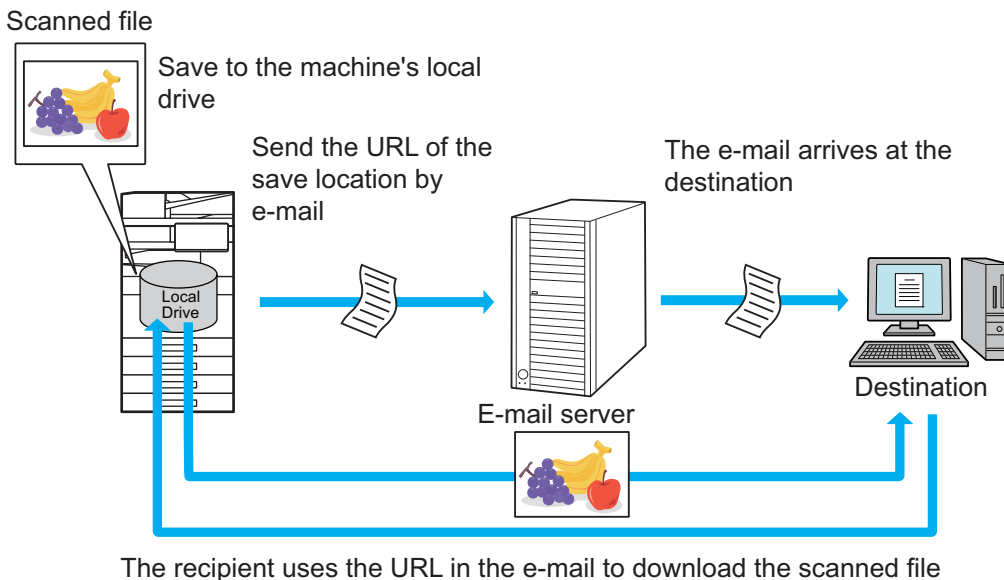 Scanned file
Save to the machine's local
drive
Send the URL of the
save location by
e-mail
The e-mail arrives at the
destination
Local
Drive
E-mail server
Destination
The recipient uses the URL in the e-mail to download the scanned file